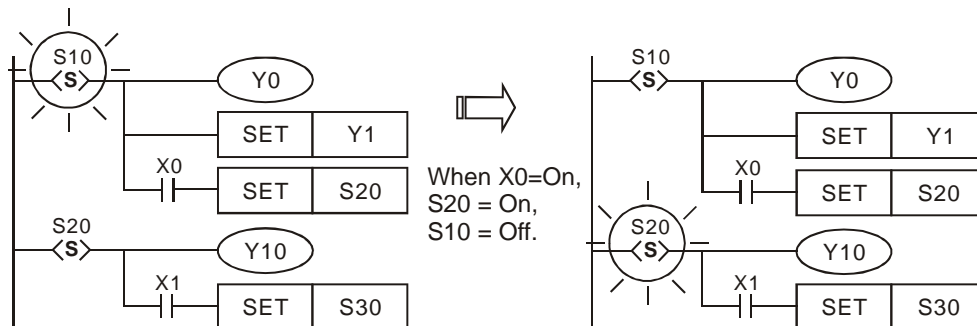 S10
S
Y0
SET Y1
X0
SET S20
S20
S
Y10
X1
SET S30
When X0=On,
S20 = On,
S10 = Off.
S10
S
Y0
SET Y1
X0
SET S20
S20
S
Y10
X1
SET S30